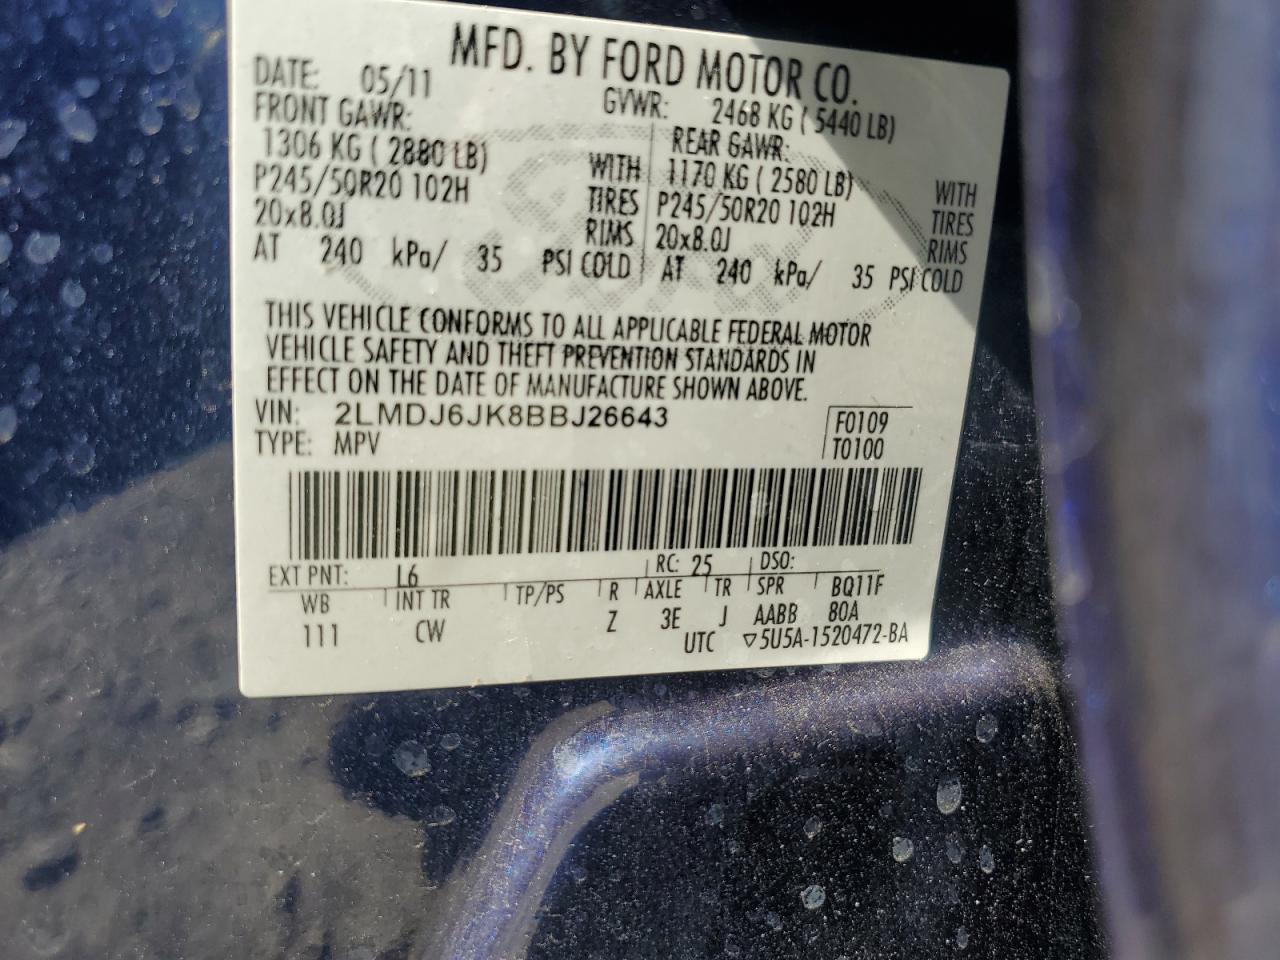 MFD. BY FORD MOTOR CO.
DATE: 05/11 GVWR: 2468 KG ( 5440 LB)
FRONT GAWR: REAR GAWR:
1306 KG ( 2880 LB) WITH 1170 KG ( 2580 LB) WITH
P245/50R20 102H TIRES P245/50R20 102H TIRES
20x8.0J RIMS 20x8.0J RIMS
AT 240 kPa/ 35 PSI COLD AT 240 kPa/ 35 PSI COLD
THIS VEHICLE CONFORMS TO ALL APPLICABLE FEDERAL MOTOR
VEHICLE SAFETY AND THEFT PREVENTION STANDARDS IN
EFFECT ON THE DATE OF MANUFACTURE SHOWN ABOVE.
VIN: 2LMDJ6JK8BBJ26643 F0109
TYPE: MPV T0100
EXT PNT: L6 RC: 25 DSO:
WB INT TR TP/PS R AXLE TR SPR BQ11F
111 CW Z 3E J AABB 80A
UTC ▽5U5A-1520472-BA